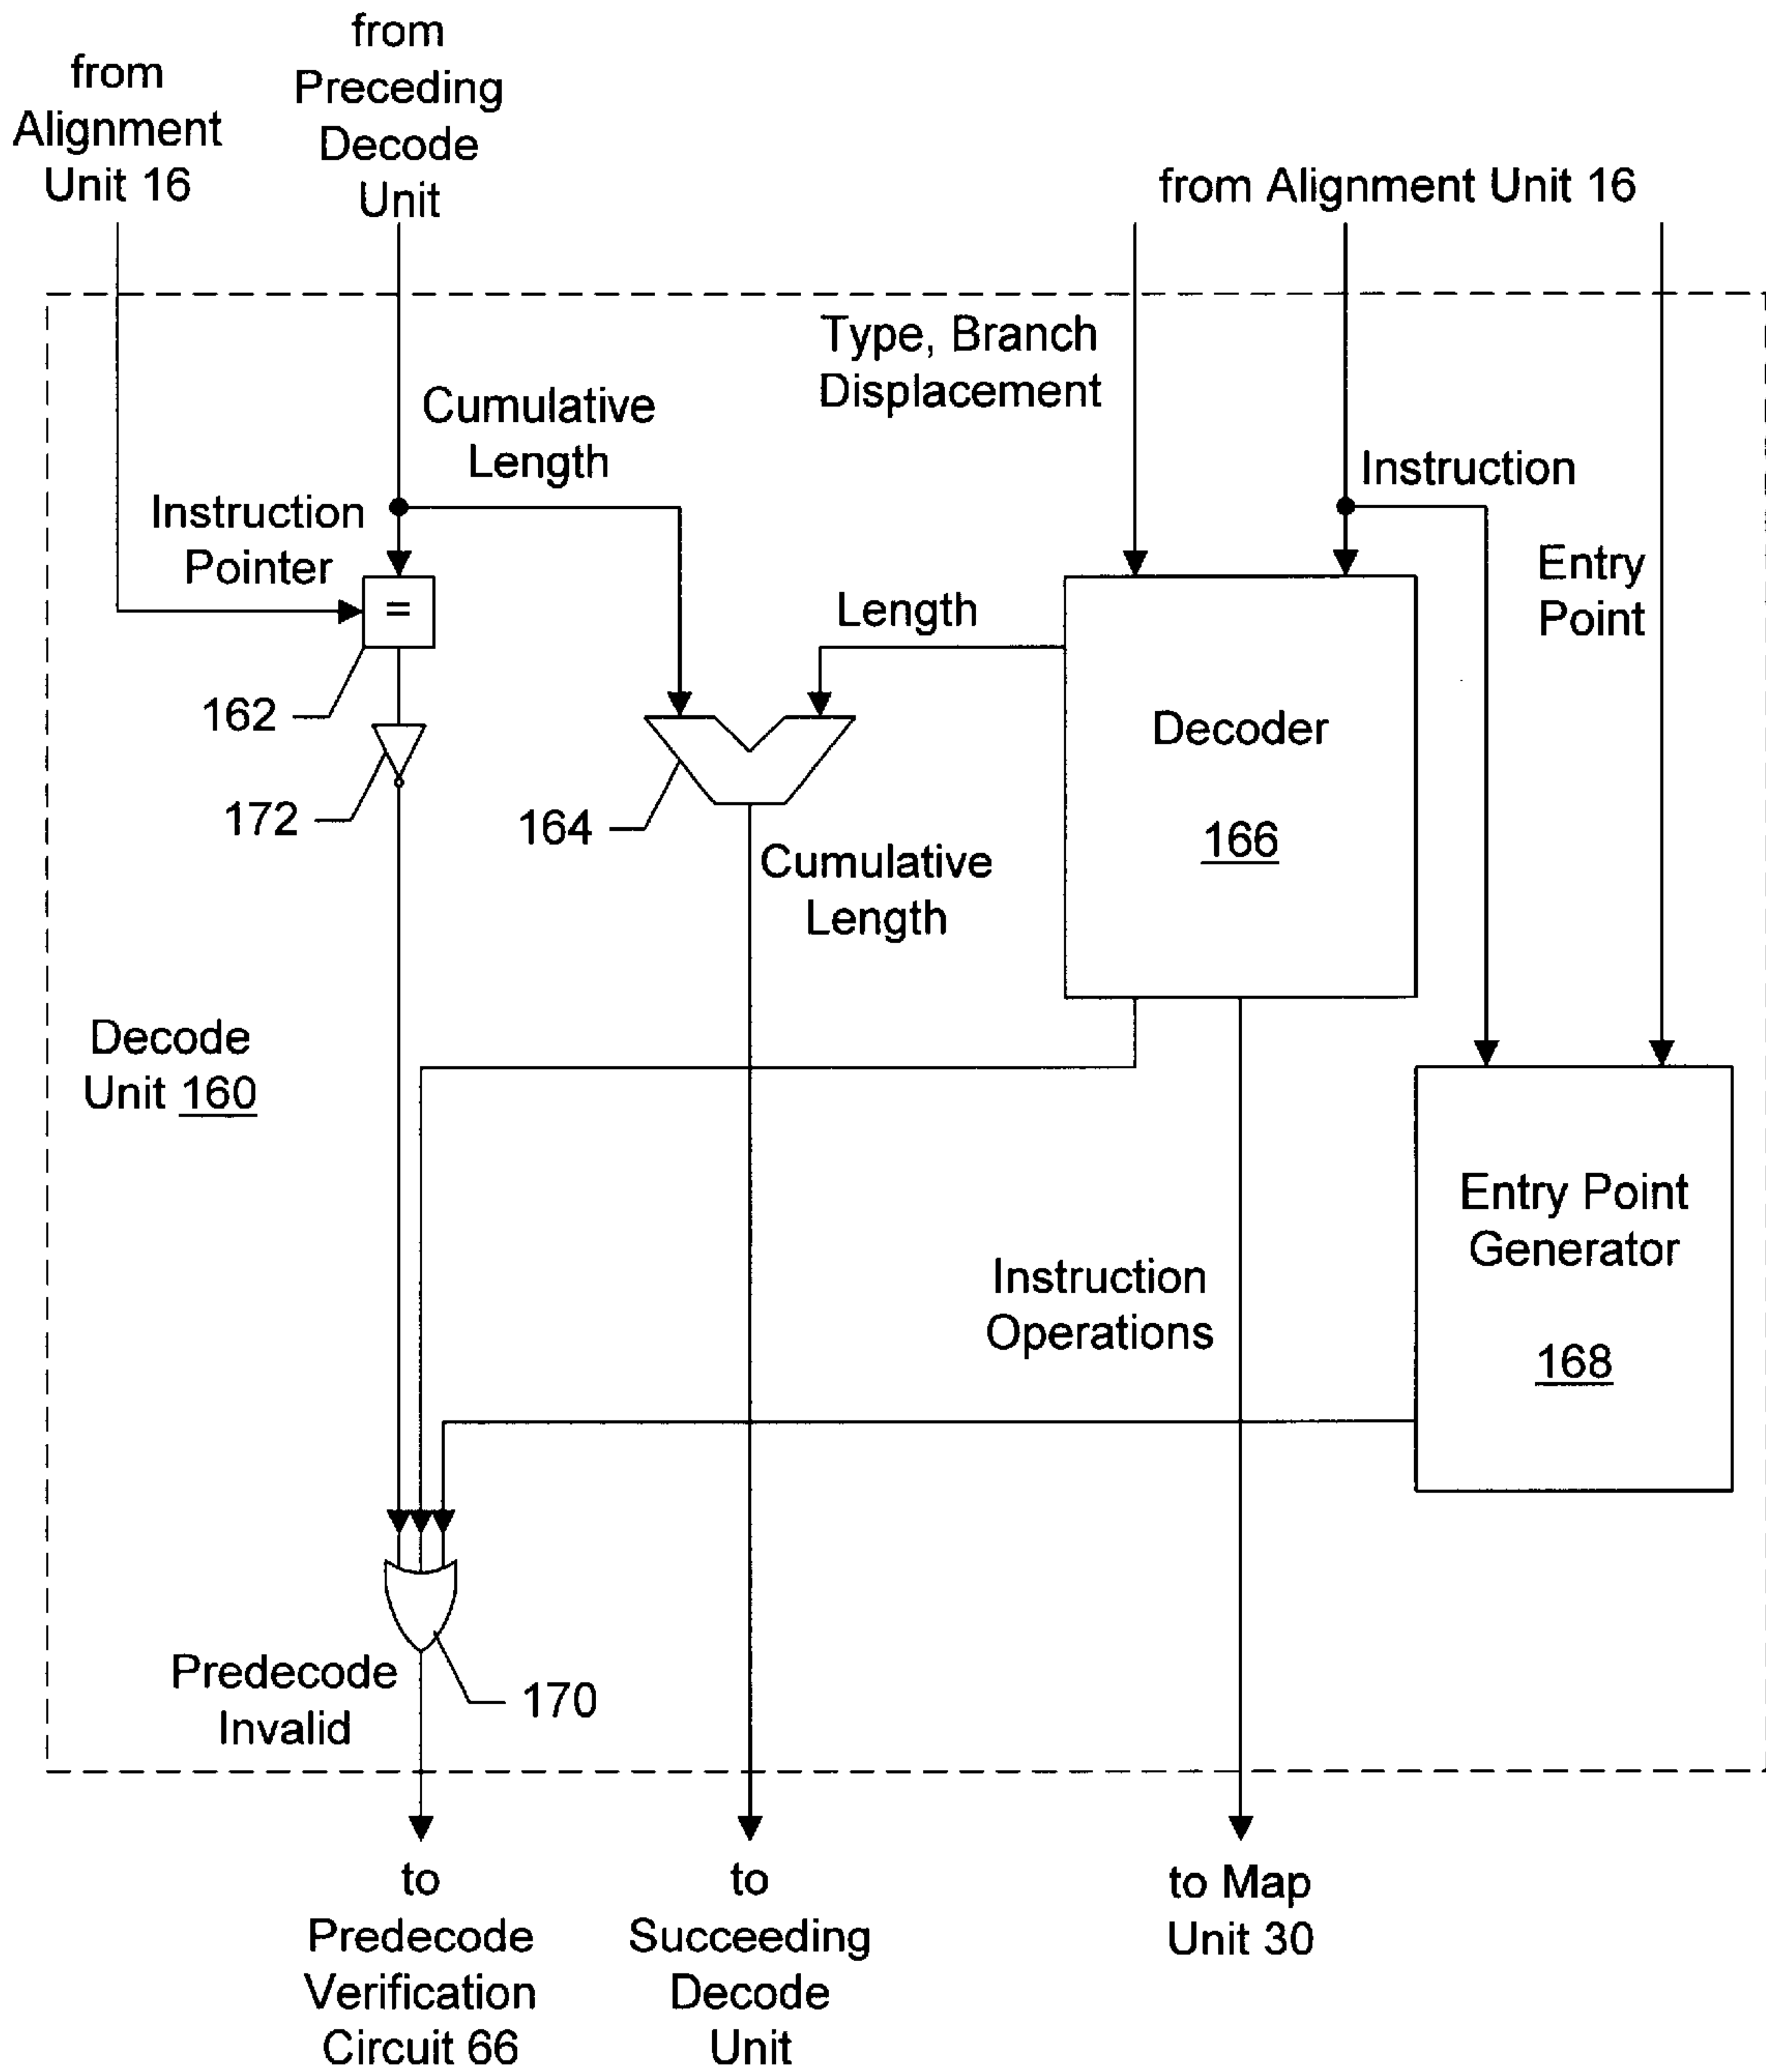 from
Alignment
Unit 16
from
Preceding
Decode
Unit
from Alignment Unit 16
Type, Branch
Displacement
Cumulative
Length
Instruction
Instruction
Pointer
Entry
Point
=
Length
162
Decoder
166
172
164
Cumulative
Length
Decode
Unit 160
Entry Point
Generator
168
Instruction
Operations
Predecode
Invalid
170
to
Predecode
Verification
Circuit 66
to
Succeeding
Decode
Unit
to Map
Unit 30